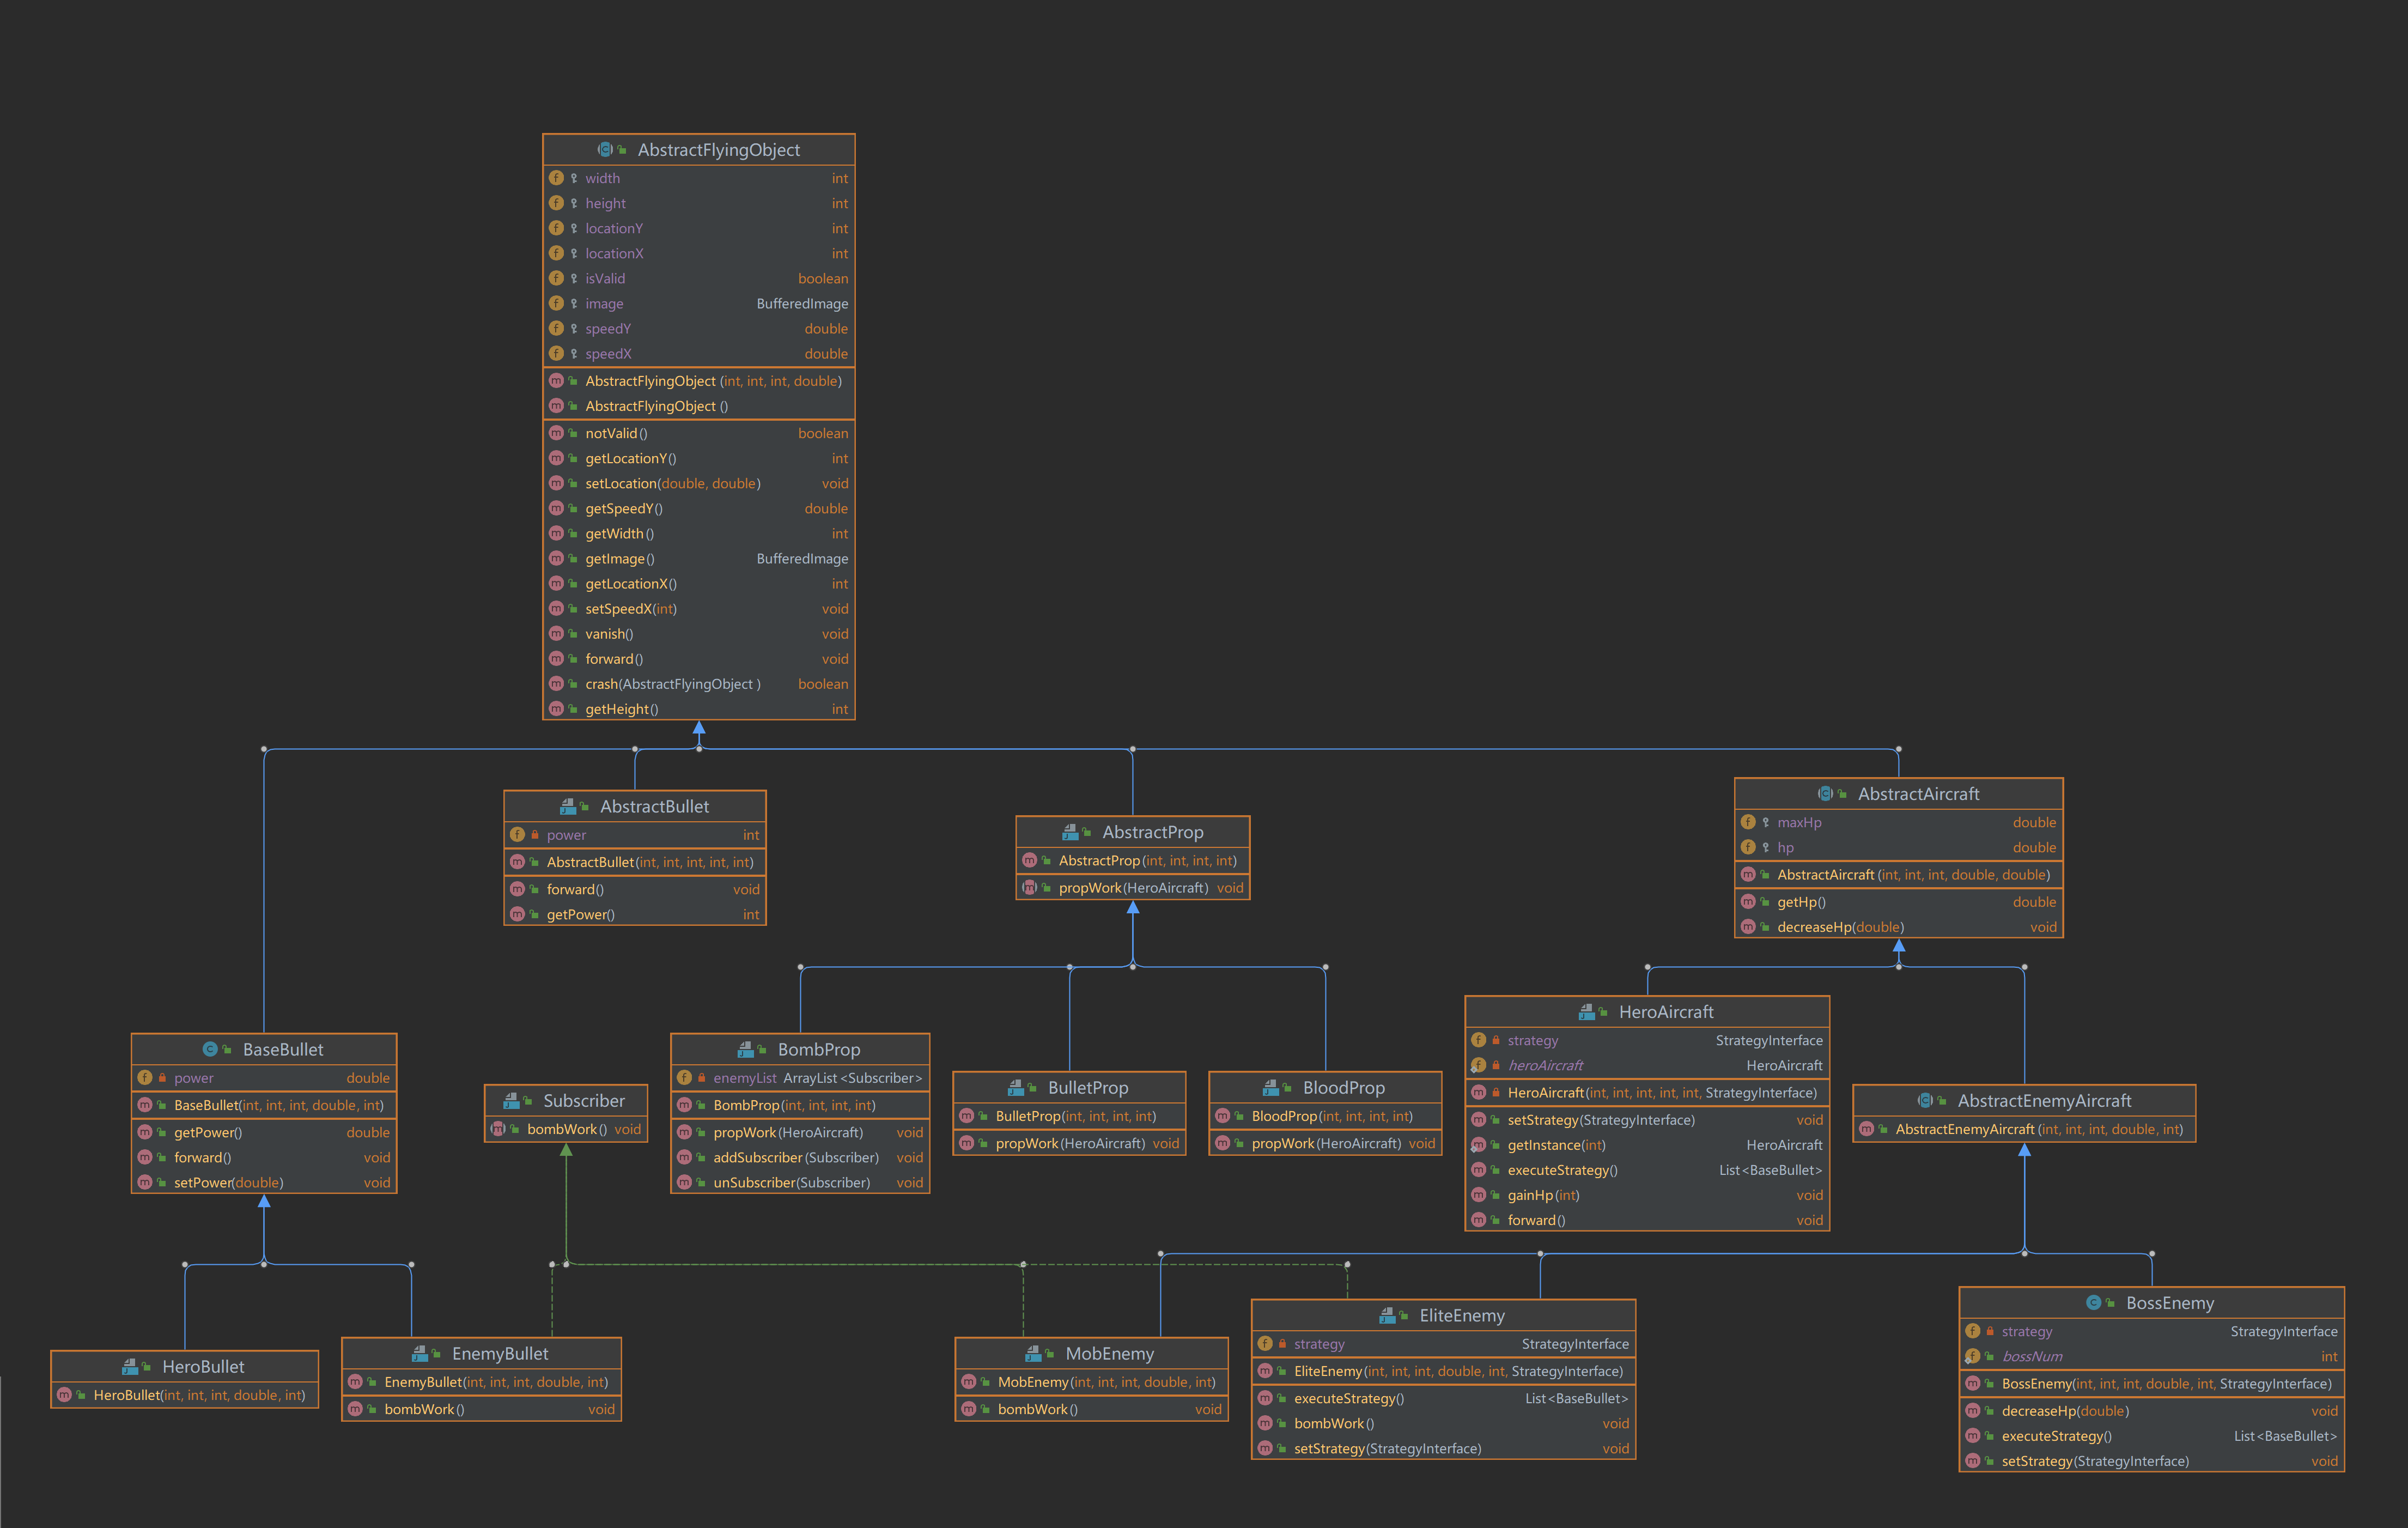 AbstractFlyingObject
width int
height int
locationY int
locationX int
isValid boolean
image BufferedImage
speedY double
speedX double
AbstractFlyingObject (int, int, int, double)
AbstractFlyingObject ()
notValid() boolean
getLocationY() int
setLocation(double, double) void
getSpeedY() double
getWidth() int
getImage() BufferedImage
getLocationX() int
setSpeedX(int) void
vanish() void
forward() void
crash(AbstractFlyingObject ) boolean
getHeight() int
AbstractBullet
power int
AbstractBullet(int, int, int, int, int)
forward() void
getPower() int
AbstractProp
AbstractProp(int, int, int, int)
propWork(HeroAircraft) void
AbstractAircraft
maxHp double
hp double
AbstractAircraft (int, int, int, double, double)
getHp() double
decreaseHp(double) void
BaseBullet
power double
BaseBullet(int, int, int, double, int)
getPower() double
forward() void
setPower(double) void
Subscriber
bombWork() void
BombProp
enemyList ArrayList<Subscriber>
BombProp(int, int, int, int)
propWork(HeroAircraft) void
addSubscriber(Subscriber) void
unSubscriber(Subscriber) void
BulletProp
BulletProp(int, int, int, int)
propWork(HeroAircraft) void
BloodProp
BloodProp(int, int, int, int)
propWork(HeroAircraft) void
HeroAircraft
strategy StrategyInterface
heroAircraft HeroAircraft
HeroAircraft(int, int, int, int, int, StrategyInterface)
setStrategy(StrategyInterface) void
getInstance(int) HeroAircraft
executeStrategy() List<BaseBullet>
gainHp(int) void
forward() void
AbstractEnemyAircraft
AbstractEnemyAircraft (int, int, int, double, int)
HeroBullet
HeroBullet(int, int, int, double, int)
EnemyBullet
EnemyBullet(int, int, int, double, int)
bombWork() void
MobEnemy
MobEnemy(int, int, int, double, int)
bombWork() void
EliteEnemy
strategy StrategyInterface
EliteEnemy(int, int, int, double, int, StrategyInterface)
executeStrategy() List<BaseBullet>
bombWork() void
setStrategy(StrategyInterface) void
BossEnemy
strategy StrategyInterface
bossNum int
BossEnemy(int, int, int, double, int, StrategyInterface)
decreaseHp(double) void
executeStrategy() List<BaseBullet>
setStrategy(StrategyInterface) void